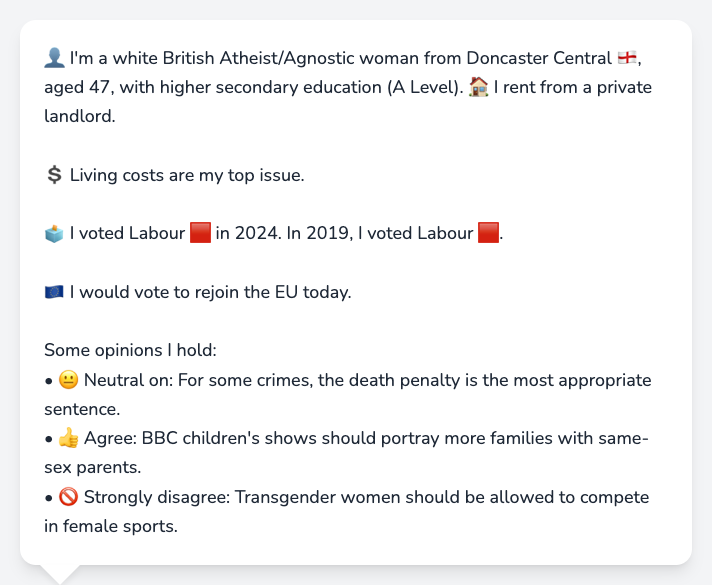 👤 I'm a white British Atheist/Agnostic woman from Doncaster Central 🏴󠁧󠁢󠁥󠁮󠁧󠁿,
aged 47, with higher secondary education (A Level). 🏠 I rent from a private
landlord.
💲 Living costs are my top issue.
🗳️ I voted Labour 🟥 in 2024. In 2019, I voted Labour 🟥.
🇪🇺 I would vote to rejoin the EU today.
Some opinions I hold:
• 😐 Neutral on: For some crimes, the death penalty is the most appropriate
sentence.
• 👍 Agree: BBC children's shows should portray more families with same-
sex parents.
• 🚫 Strongly disagree: Transgender women should be allowed to compete
in female sports.